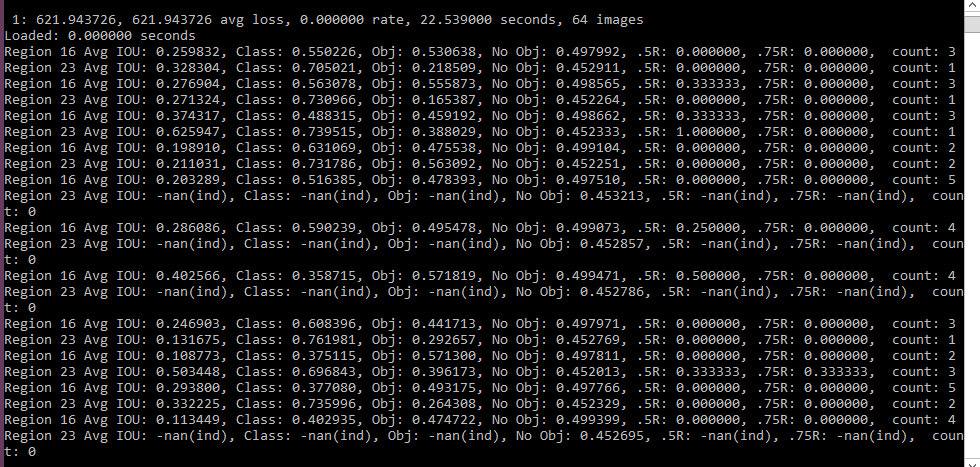 1: 621.943726, 621.943726 avg loss, 0.000000 rate, 22.539000 seconds, 64 images
Loaded: 0.000000 seconds
Region 16 Avg IOU: 0.259832, Class: 0.550226, Obj: 0.530638, No Obj: 0.497992, .5R: 0.000000, .75R: 0.000000,  count: 3
Region 23 Avg IOU: 0.328304, Class: 0.705021, Obj: 0.218509, No Obj: 0.452911, .5R: 0.000000, .75R: 0.000000,  count: 1
Region 16 Avg IOU: 0.276904, Class: 0.563078, Obj: 0.555873, No Obj: 0.498565, .5R: 0.333333, .75R: 0.000000,  count: 3
Region 23 Avg IOU: 0.271324, Class: 0.730966, Obj: 0.165387, No Obj: 0.452264, .5R: 0.000000, .75R: 0.000000,  count: 1
Region 16 Avg IOU: 0.374317, Class: 0.488315, Obj: 0.459192, No Obj: 0.498662, .5R: 0.333333, .75R: 0.000000,  count: 3
Region 23 Avg IOU: 0.625947, Class: 0.739515, Obj: 0.388029, No Obj: 0.452333, .5R: 1.000000, .75R: 0.000000,  count: 1
Region 16 Avg IOU: 0.198910, Class: 0.631069, Obj: 0.475538, No Obj: 0.499104, .5R: 0.000000, .75R: 0.000000,  count: 2
Region 23 Avg IOU: 0.211031, Class: 0.731786, Obj: 0.563092, No Obj: 0.452251, .5R: 0.000000, .75R: 0.000000,  count: 2
Region 16 Avg IOU: 0.203289, Class: 0.516385, Obj: 0.478393, No Obj: 0.497510, .5R: 0.000000, .75R: 0.000000,  count: 5
Region 23 Avg IOU: -nan(ind), Class: -nan(ind), Obj: -nan(ind), No Obj: 0.453213, .5R: -nan(ind), .75R: -nan(ind),  coun
t: 0
Region 16 Avg IOU: 0.286086, Class: 0.590239, Obj: 0.495478, No Obj: 0.499073, .5R: 0.250000, .75R: 0.000000,  count: 4
Region 23 Avg IOU: -nan(ind), Class: -nan(ind), Obj: -nan(ind), No Obj: 0.452857, .5R: -nan(ind), .75R: -nan(ind),  coun
t: 0
Region 16 Avg IOU: 0.402566, Class: 0.358715, Obj: 0.571819, No Obj: 0.499471, .5R: 0.500000, .75R: 0.000000,  count: 4
Region 23 Avg IOU: -nan(ind), Class: -nan(ind), Obj: -nan(ind), No Obj: 0.452786, .5R: -nan(ind), .75R: -nan(ind),  coun
t: 0
Region 16 Avg IOU: 0.246903, Class: 0.608396, Obj: 0.441713, No Obj: 0.497971, .5R: 0.000000, .75R: 0.000000,  count: 3
Region 23 Avg IOU: 0.131675, Class: 0.761981, Obj: 0.292657, No Obj: 0.452769, .5R: 0.000000, .75R: 0.000000,  count: 1
Region 16 Avg IOU: 0.108773, Class: 0.375115, Obj: 0.571300, No Obj: 0.497811, .5R: 0.000000, .75R: 0.000000,  count: 2
Region 23 Avg IOU: 0.503448, Class: 0.696843, Obj: 0.396173, No Obj: 0.452013, .5R: 0.333333, .75R: 0.333333,  count: 3
Region 16 Avg IOU: 0.293800, Class: 0.377080, Obj: 0.493175, No Obj: 0.497766, .5R: 0.000000, .75R: 0.000000,  count: 5
Region 23 Avg IOU: 0.332225, Class: 0.735996, Obj: 0.264308, No Obj: 0.452329, .5R: 0.000000, .75R: 0.000000,  count: 2
Region 16 Avg IOU: 0.113449, Class: 0.402935, Obj: 0.474722, No Obj: 0.499399, .5R: 0.000000, .75R: 0.000000,  count: 4
Region 23 Avg IOU: -nan(ind), Class: -nan(ind), Obj: -nan(ind), No Obj: 0.452695, .5R: -nan(ind), .75R: -nan(ind),  coun
t: 0